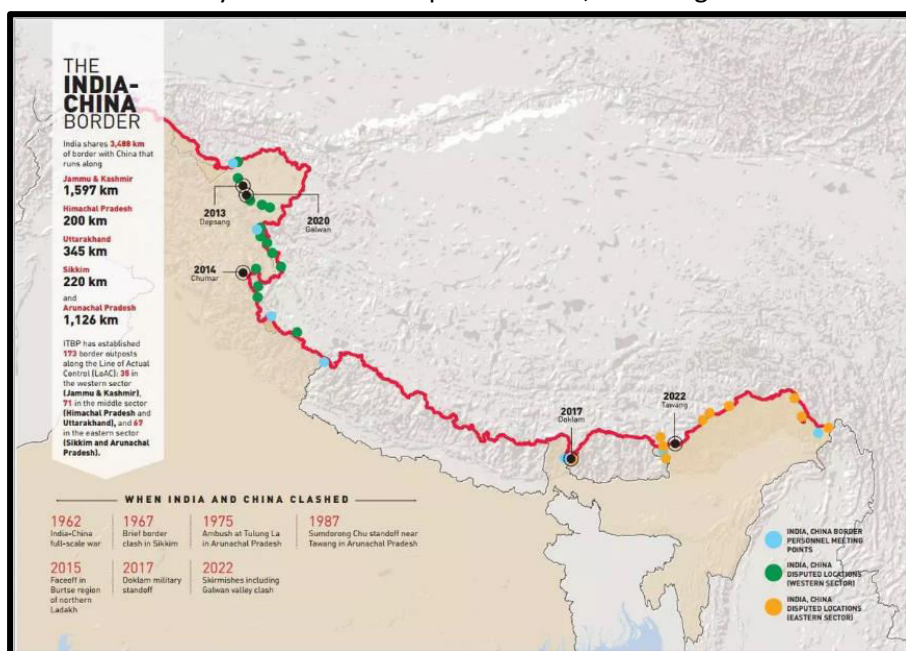 THE
INDIA-
CHINA
BORDER
India shares 3,488 km
of border with China that
runs along
Jammu & Kashmir
1,597 km
Himachal Pradesh
200 km
Uttarakhand
345 km
Sikkim
220 km
and
Arunachal Pradesh
1,126 km
ITBP has established
173 border outposts
along the Line of Actual
Control (LoAC): 35 in
the western sector
(Jammu & Kashmir),
71 in the middle sector
(Himachal Pradesh and
Uttarakhand), and 67
in the eastern sector
(Sikkim and Arunachal
Pradesh).
2013
Depsang
2020
Galwan
2014
Chumar
2017
Doklam
2022
Tawang
WHEN INDIA AND CHINA CLASHED
1962
India-China
full-scale war
1967
Brief border
clash in Sikkim
1975
Ambush at Tulung La
in Arunachal Pradesh
1987
Sumdorong Chu standoff near
Tawang in Arunachal Pradesh
2015
Faceoff in
Burtse region
of northern
Ladakh
2017
Doklam military
standoff
2022
Skirmishes including
Galwan valley clash
INDIA, CHINA BORDER
PERSONNEL MEETING
POINTS
INDIA, CHINA
DISPUTED LOCATIONS
(WESTERN SECTOR)
INDIA, CHINA
DISPUTED LOCATIONS
(EASTERN SECTOR)